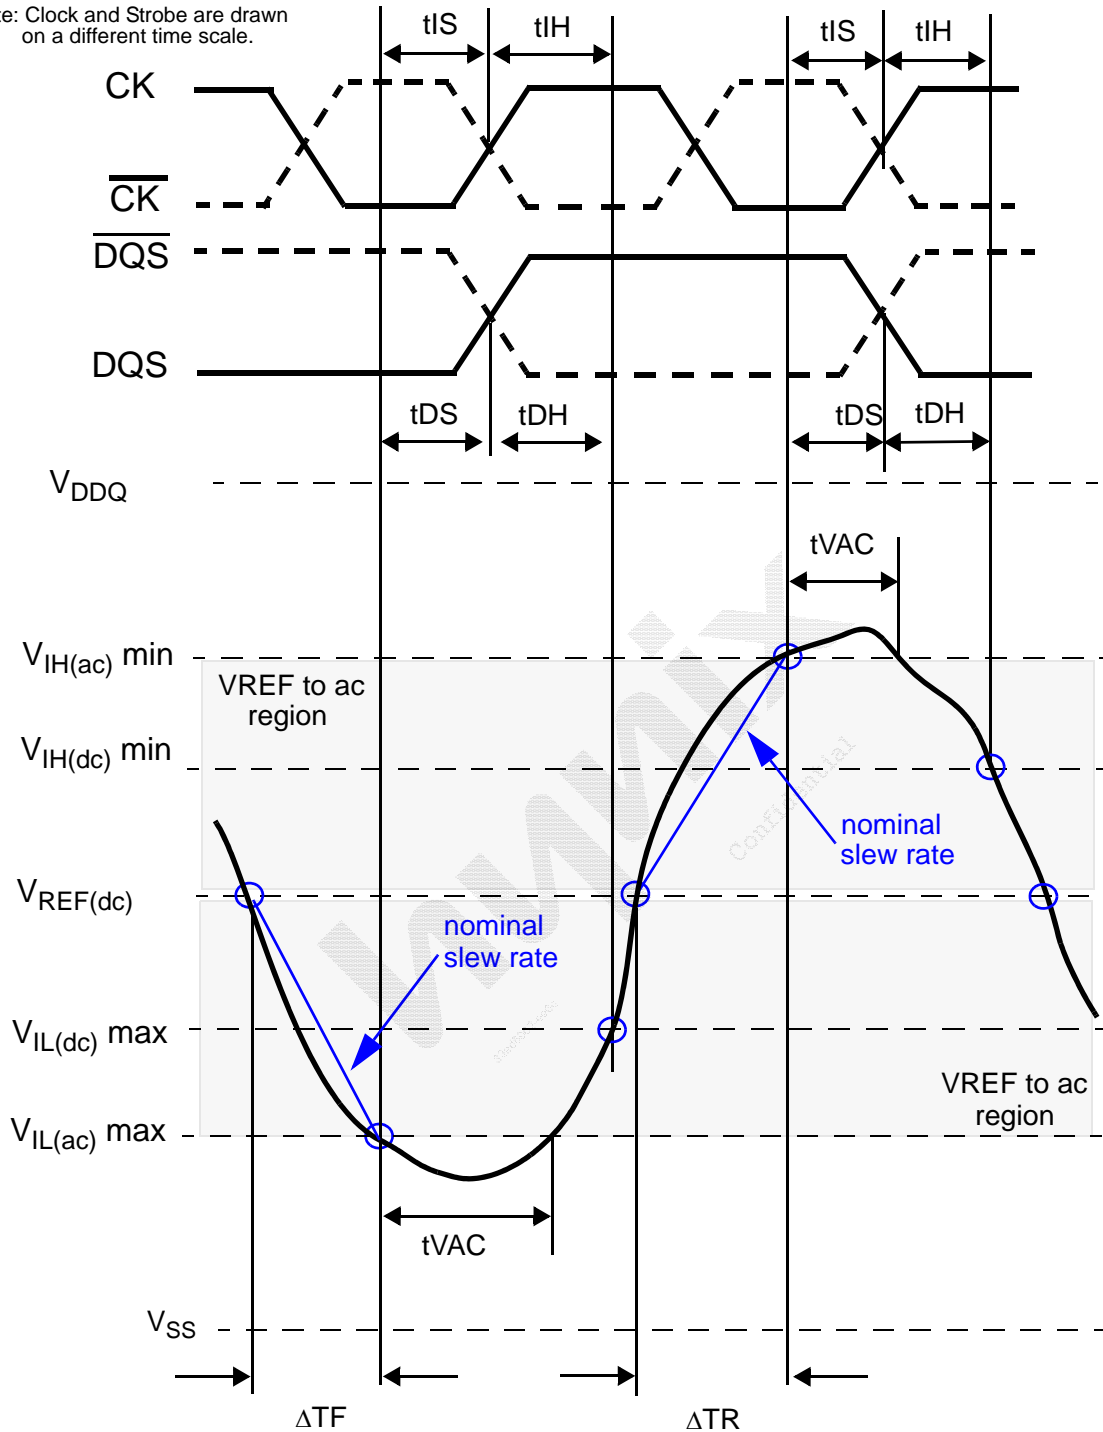 te: Clock and Strobe are drawn
on a different time scale.
tIS
tIH
tIS
tIH
CK
CK
DQS
DQS
tDS
tDH
tDS
tDH
VDDQ
tVAC
VIH(ac) min
VREF to ac
region
VIH(dc) min
Confidential
nominal
slew rate
VREF(dc)
nominal
slew rate
VIL(dc) max
VREF to ac
region
VIL(ac) max
tVAC
VSS
ΔTF
ΔTR